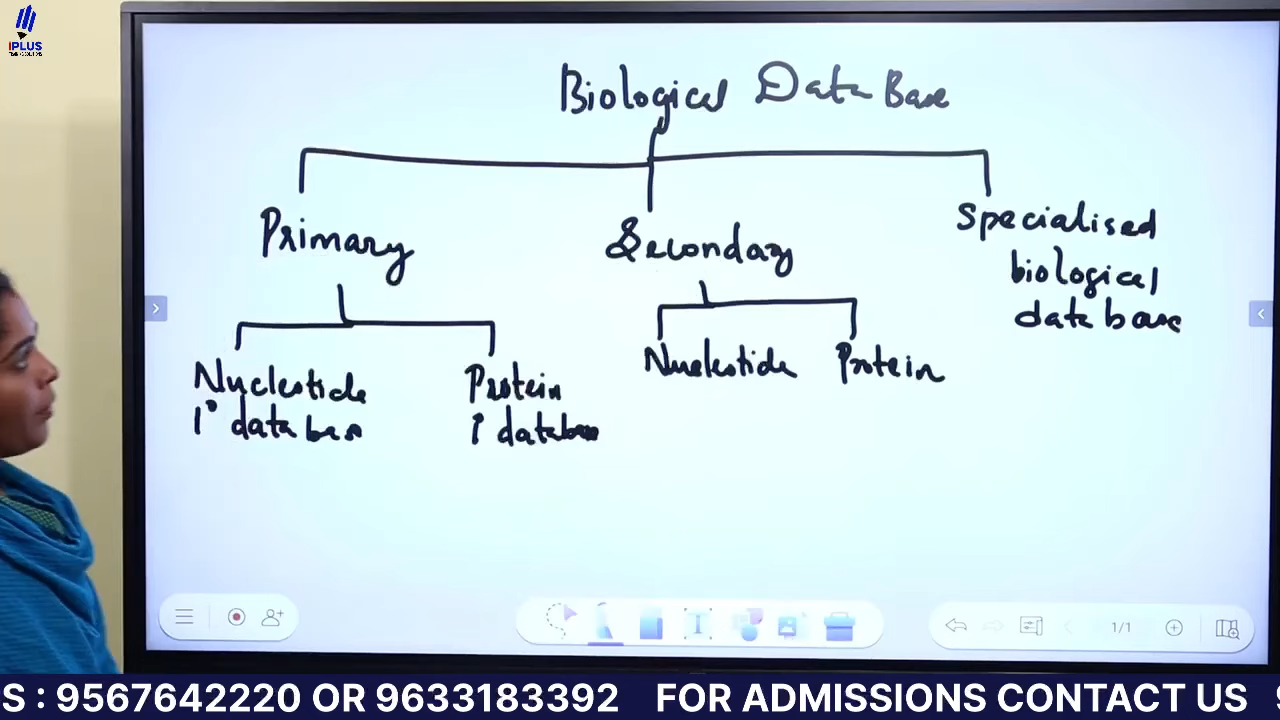 IPLUS
Biological Data Base
Primary
Secondary
Specialised
biological
data base
Nucleotide
1° data base
Protein
1° database
Nucleotide
Protein
1/1
S : 9567642220 OR 9633183392 FOR ADMISSIONS CONTACT US